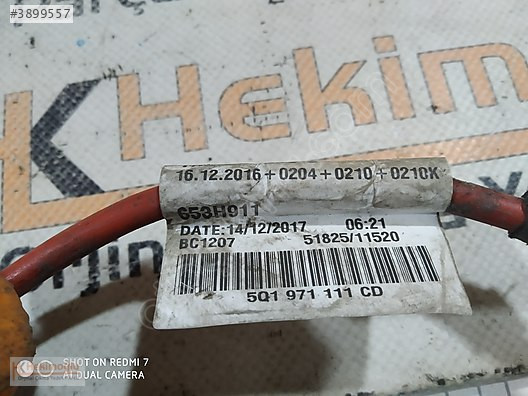 #3899557
Hekim
16.12.2016+0204+0210+0210K
653H911
DATE:14/12/2017 06:21
BC1207 51825/11520
5Q1 971 111 CD
SHOT ON REDMI 7
AI DUAL CAMERA